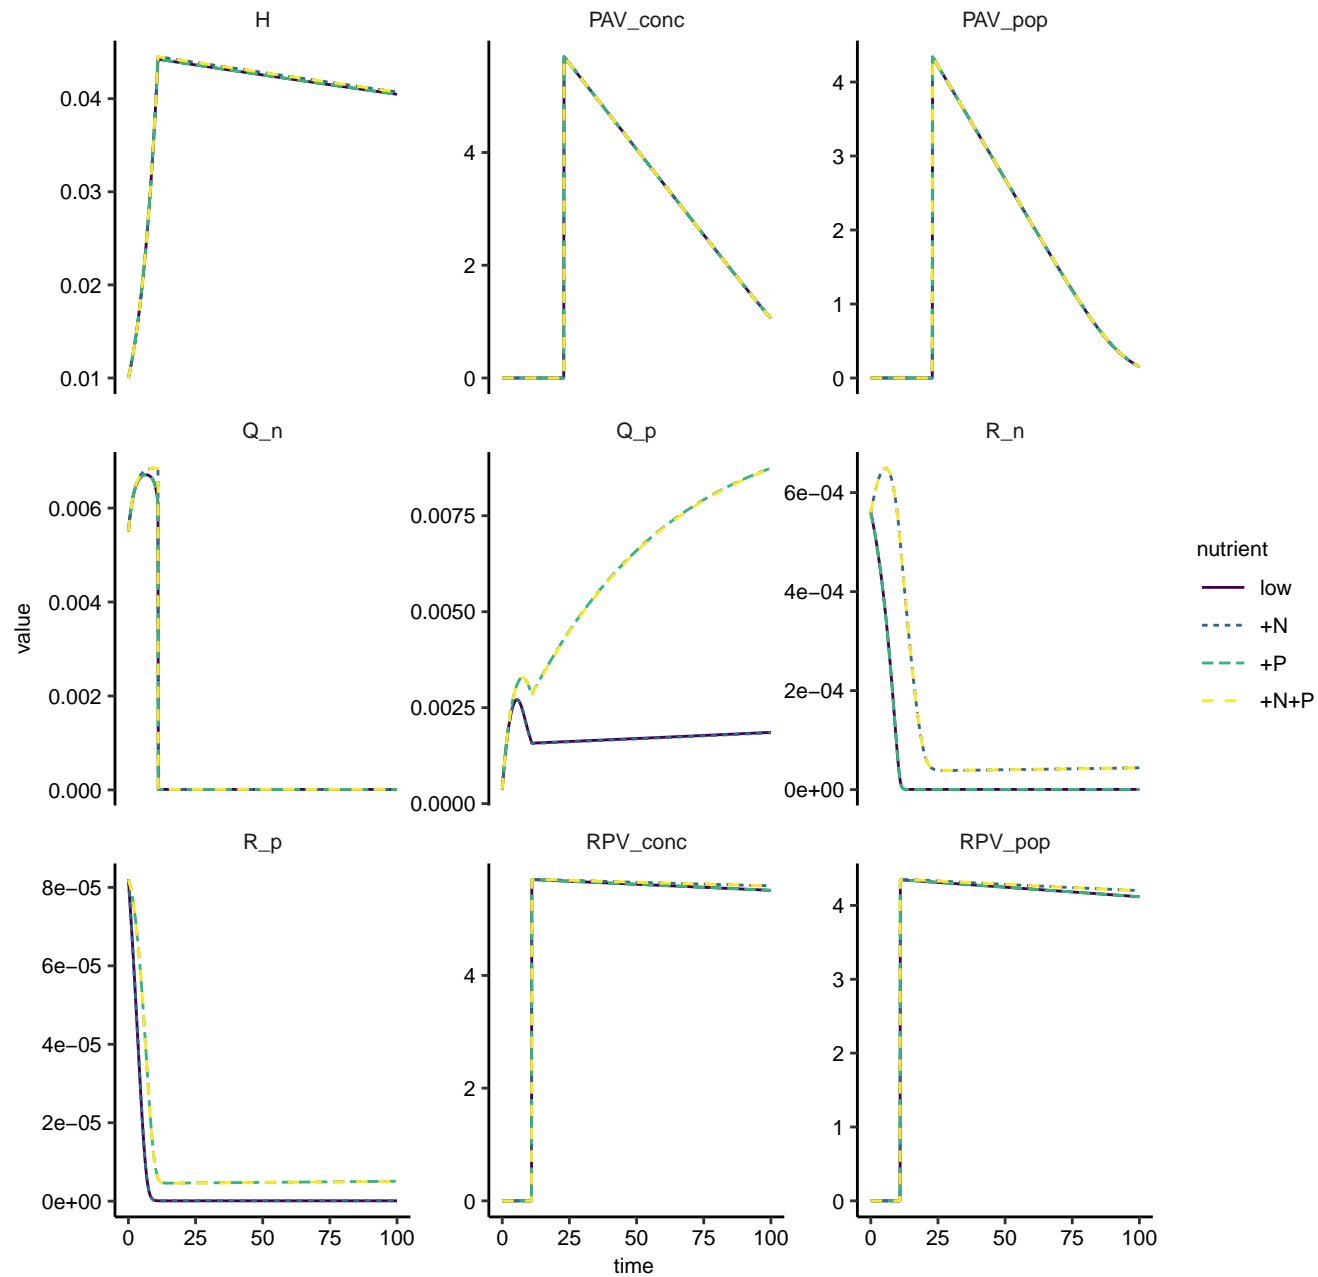 H
PAV_conc
PAV_pop
0.04
0.03
0.02
0.01
4
2
0
4
3
2
1
0
Q_n
Q_p
R_n
0.006
0.004
0.002
0.000
0.0075
0.0050
0.0025
0.0000
6e−04
4e−04
2e−04
0e+00
R_p
RPV_conc
RPV_pop
8e−05
6e−05
4e−05
2e−05
0e+00
4
2
0
4
3
2
1
0
0 25 50 75 100
0 25 50 75 100
0 25 50 75 100
time
value
nutrient
low
+N
+P
+N+P